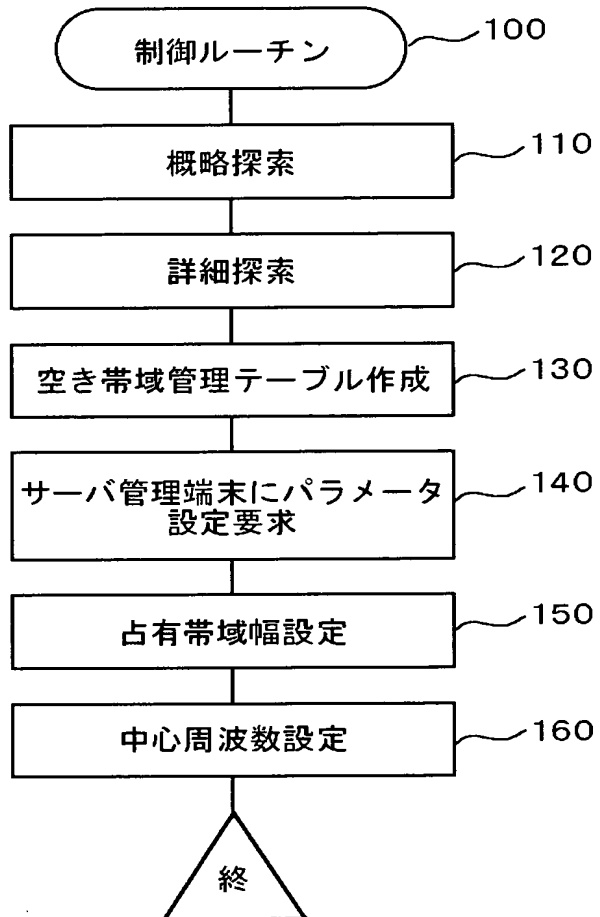 制御ルーチン
100
概略探索
110
詳細探索
120
空き帯域管理テーブル作成
130
サーバ管理端末にパラメータ
設定要求
140
占有帯域幅設定
150
中心周波数設定
160
終